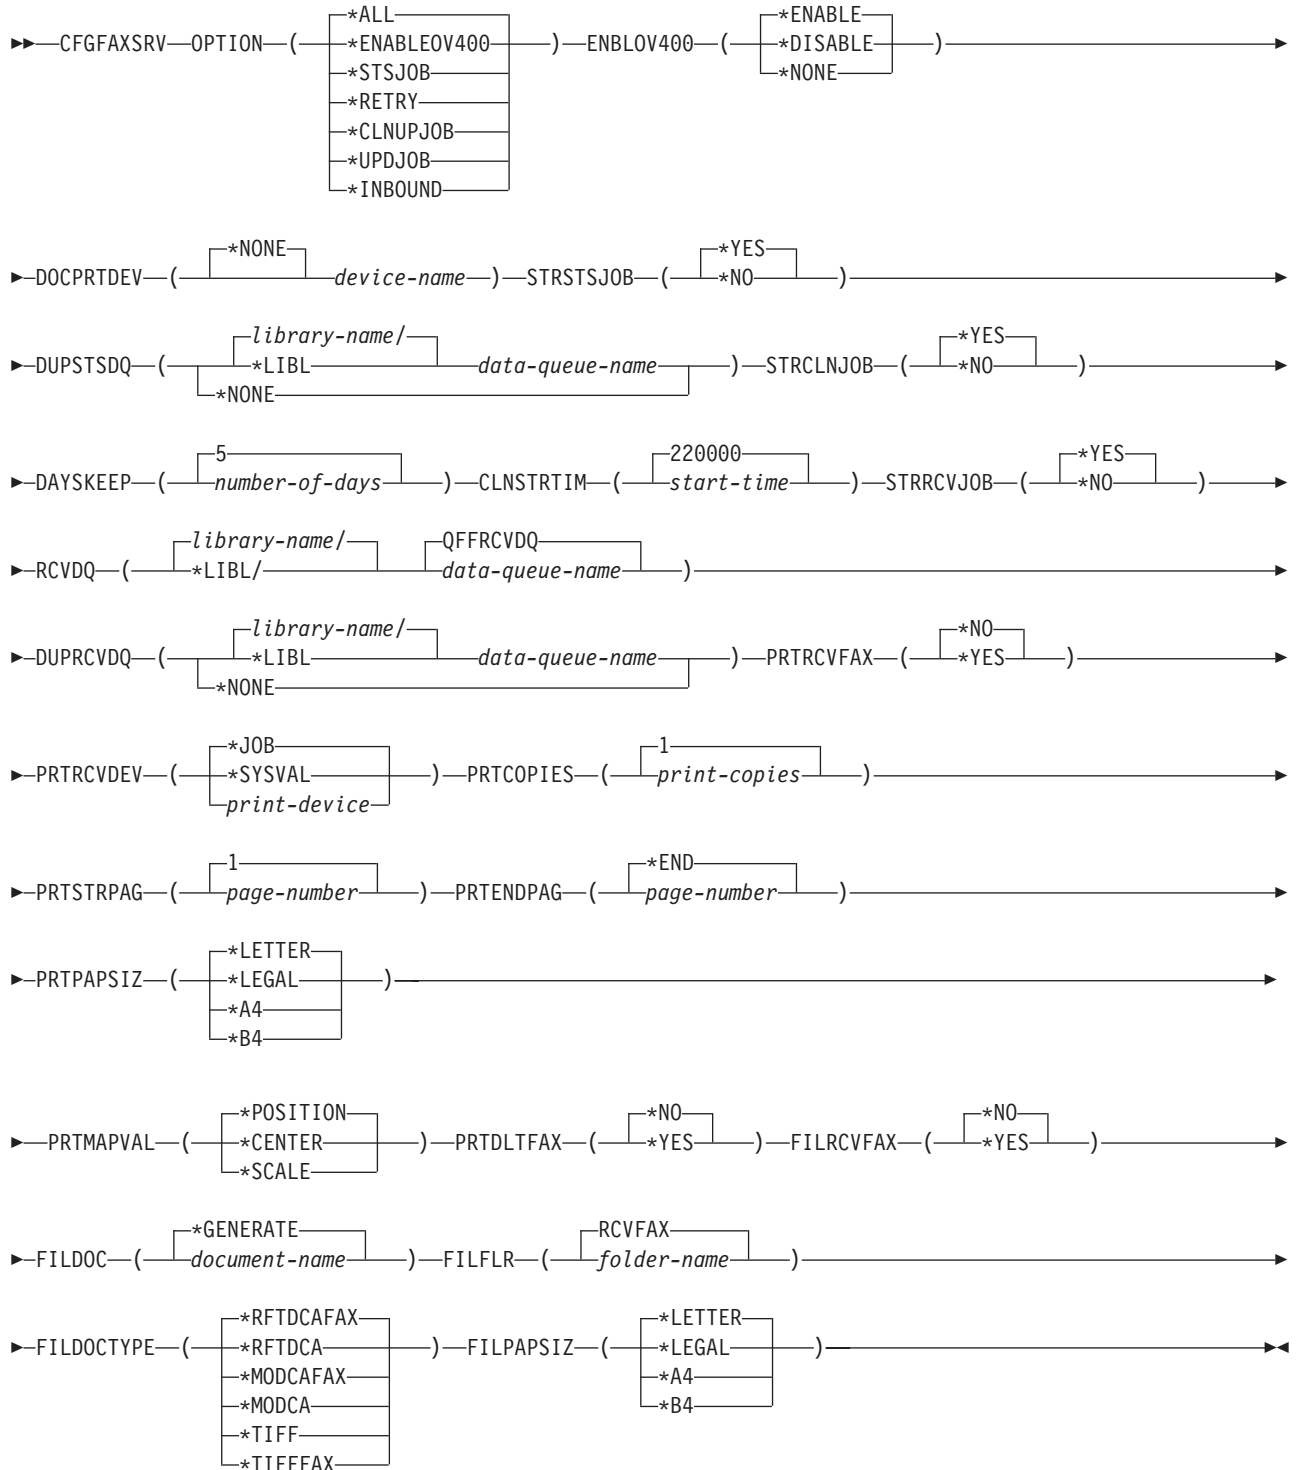 *ALL *ENABLE
CFGFAXSRV OPTION ( *ENABLEOV400 ) ENBLOV400 ( *DISABLE )
*STSJOB *NONE
*RETRY
*CLNUPJOB
*UPDJOB
*INBOUND
*NONE *YES
DOCPRTDEV ( device-name ) STRSTSJOB ( *NO )
library-name/ *YES
DUPSTSDQ ( *LIBL data-queue-name ) STRCLNJOB ( *NO )
*NONE
5 220000 *YES
DAYSKEEP ( number-of-days ) CLNSTRTIM ( start-time ) STRRCVJOB ( *NO )
library-name/ QFFRCVDQ
RCVDQ ( *LIBL/ data-queue-name )
library-name/ *NO
DUPRCVDQ ( *LIBL data-queue-name ) PRTRCVFAX ( *YES )
*NONE
*JOB 1
PRTRCVDEV ( *SYSVAL ) PRTCOPIES ( print-copies )
print-device
1 *END
PRTSTRPAG ( page-number ) PRTENDPAG ( page-number )
*LETTER
PRTPAPSIZ ( *LEGAL )
*A4
*B4
*POSITION *NO *NO
PRTMAPVAL ( *CENTER ) PRTDLTFAX ( *YES ) FILRCVFAX ( *YES )
*SCALE
*GENERATE RCVFAX
FILDOC ( document-name ) FILFLR ( folder-name )
*RFTDCAFAX *LETTER
FILDOCTYPE ( *RFTDCA ) FILPAPSIZ ( *LEGAL )
*MODCAFAX *A4
*MODCA *B4
*TIFF
*TIFFFAX